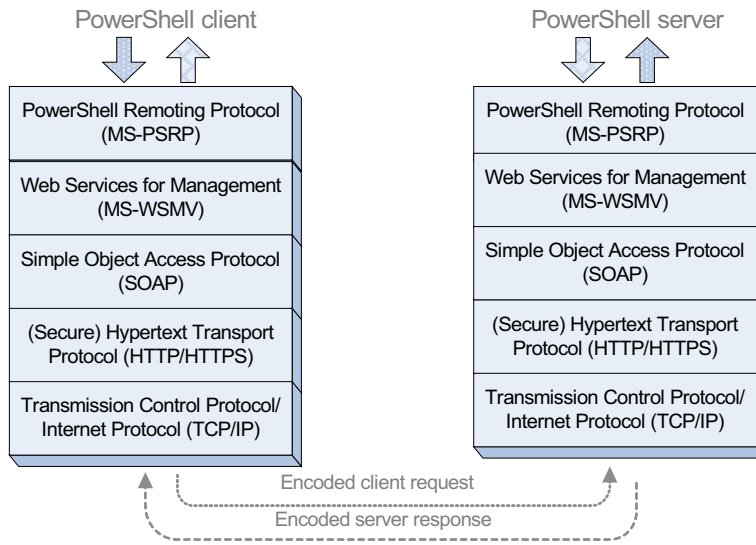 PowerShell client
PowerShell Remoting Protocol
(MS-PSRP)
Web Services for Management
(MS-WSMV)
Simple Object Access Protocol
(SOAP)
(Secure) Hypertext Transport
Protocol (HTTP/HTTPS)
Transmission Control Protocol/
Internet Protocol (TCP/IP)
PowerShell server
PowerShell Remoting Protocol
(MS-PSRP)
Web Services for Management
(MS-WSMV)
Simple Object Access Protocol
(SOAP)
(Secure) Hypertext Transport
Protocol (HTTP/HTTPS)
Transmission Control Protocol/
Internet Protocol (TCP/IP)
Encoded client request
Encoded server response